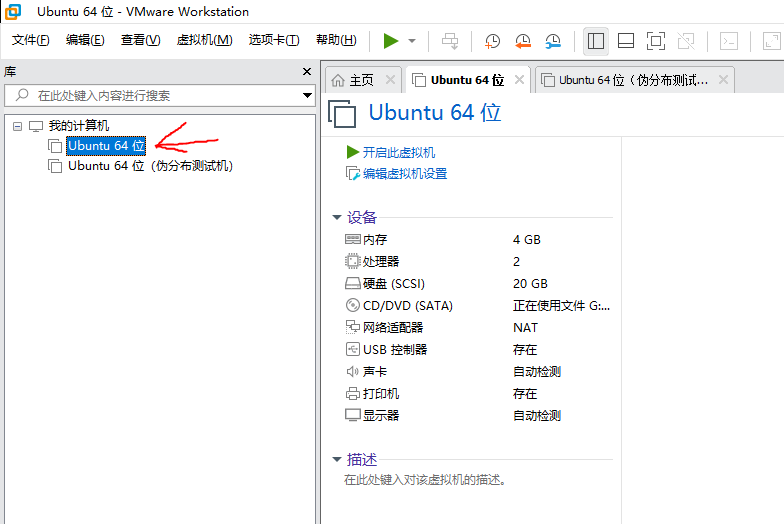 Ubuntu 64 位 - VMware Workstation
文件(F) 编辑(E) 查看(V) 虚拟机(M) 选项卡(T) 帮助(H)
库
在此处键入内容进行搜索
我的计算机
Ubuntu 64 位
Ubuntu 64 位（伪分布测试机）
主页 Ubuntu 64 位 Ubuntu 64 位（伪分布测试...
Ubuntu 64 位
开启此虚拟机
编辑虚拟机设置
设备
内存 4 GB
处理器 2
硬盘 (SCSI) 20 GB
CD/DVD (SATA) 正在使用文件 G:...
网络适配器 NAT
USB 控制器 存在
声卡 自动检测
打印机 存在
显示器 自动检测
描述
在此处键入对该虚拟机的描述。